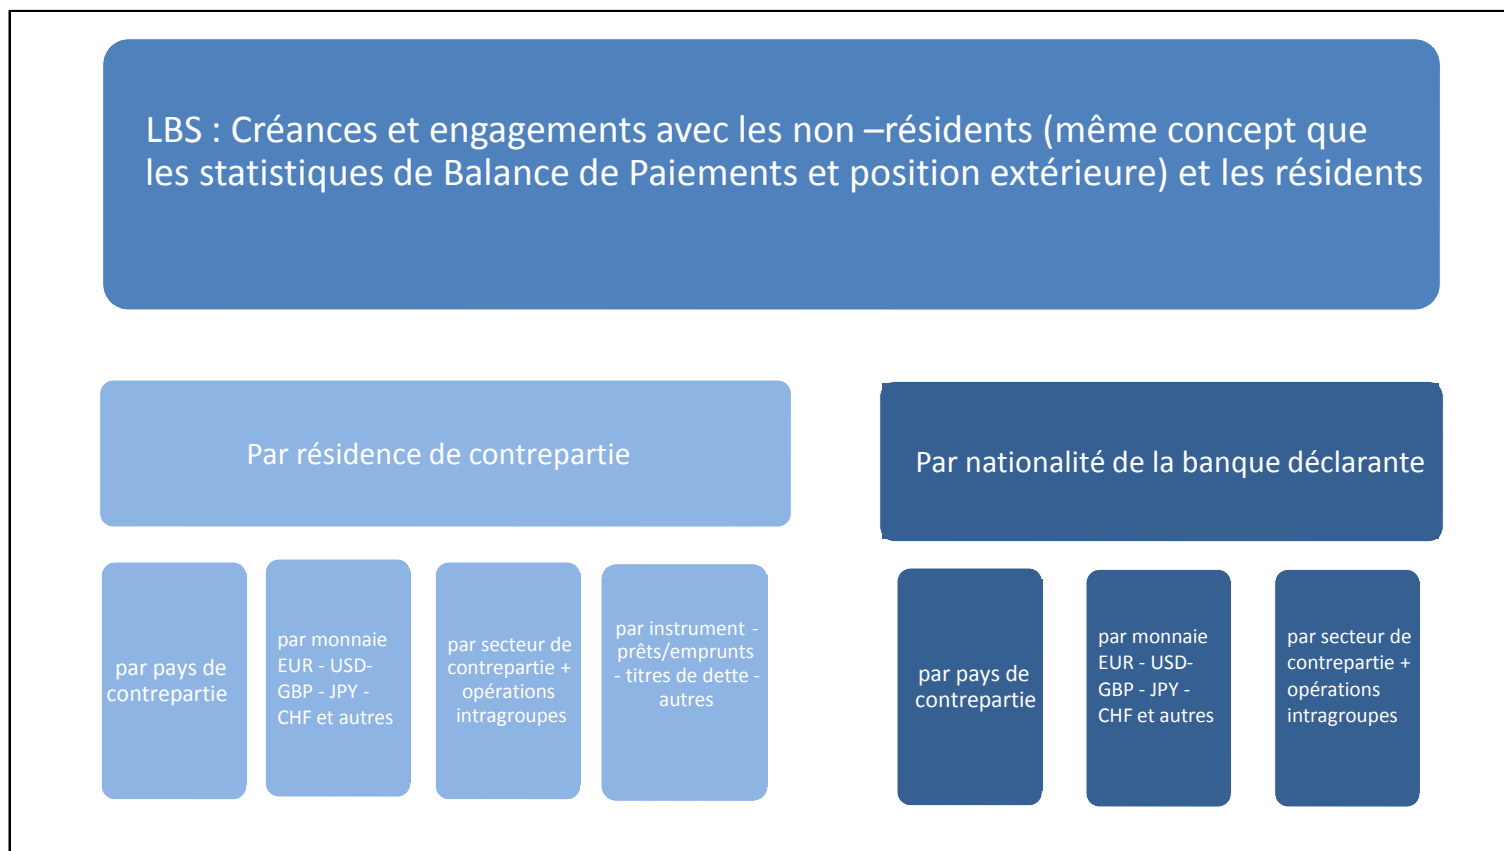 LBS : Créances et engagements avec les non –résidents (même concept que
les statistiques de Balance de Paiements et position extérieure) et les résidents
Par résidence de contrepartie
par pays de
contrepartie
par monnaie
EUR - USD-
GBP - JPY -
CHF et autres
par secteur de
contrepartie +
opérations
intragroupes
par instrument -
prêts/emprunts
- titres de dette -
autres
Par nationalité de la banque déclarante
par pays de
contrepartie
par monnaie
EUR - USD-
GBP - JPY -
CHF et autres
par secteur de
contrepartie +
opérations
intragroupes